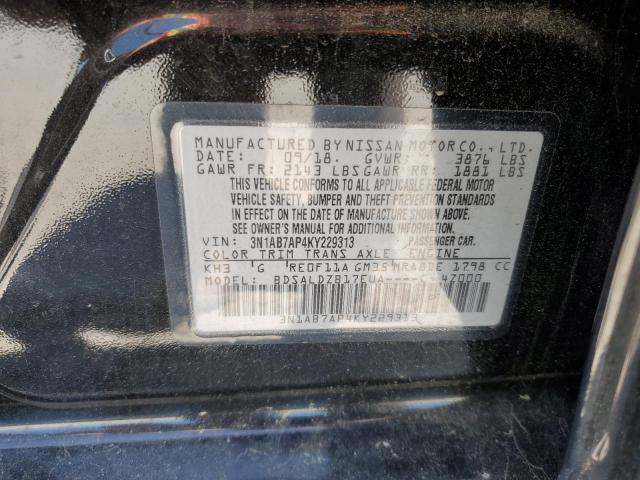 MANUFACTURED BY NISSAN MOTOR CO., LTD.
DATE: 09/18. GVWR: 3876 LBS
GAWR FR: 2143 LBS GAWR RR: 1881 LBS
THIS VEHICLE CONFORMS TO ALL APPLICABLE FEDERAL MOTOR
VEHICLE SAFETY, BUMPER AND THEFT PREVENTION STANDARDS
IN EFFECT ON THE DATE OF MANUFACTURE SHOWN ABOVE.
SEE OWNER'S MANUAL FOR ADDITIONAL INFORMATION
VIN: 3N1AB7AP4KY229313 PASSENGER CAR.
COLOR TRIM TRANS AXLE ENGINE
KH3 G RE0F11A GM35 MRA8DE 1798 CC
MODEL: BDSALDZB17EUA----C- 4Z000
3N1AB7AP4KY229313